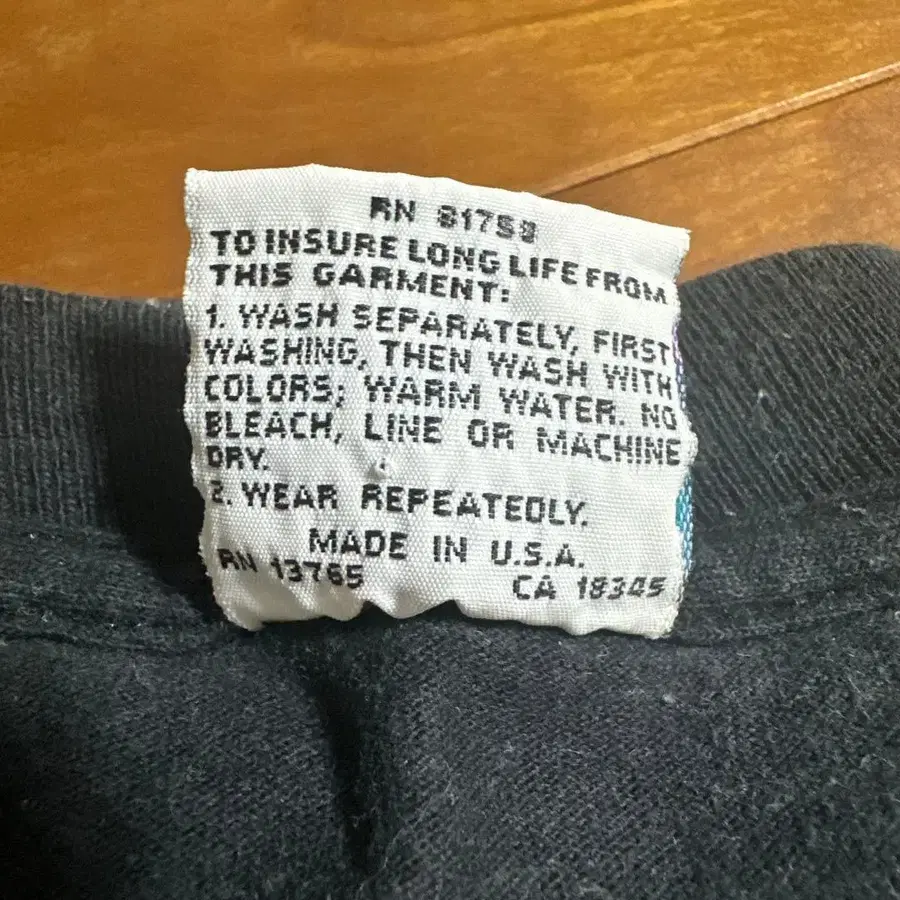 RN 81758
TO INSURE LONG LIFE FROM
THIS GARMENT:
1. WASH SEPARATELY, FIRST
WASHING, THEN WASH WITH
COLORS; WARM WATER. NO
BLEACH, LINE OR MACHINE
DRY.
2. WEAR REPEATEDLY.
MADE IN U.S.A.
RN 13765 CA 18345